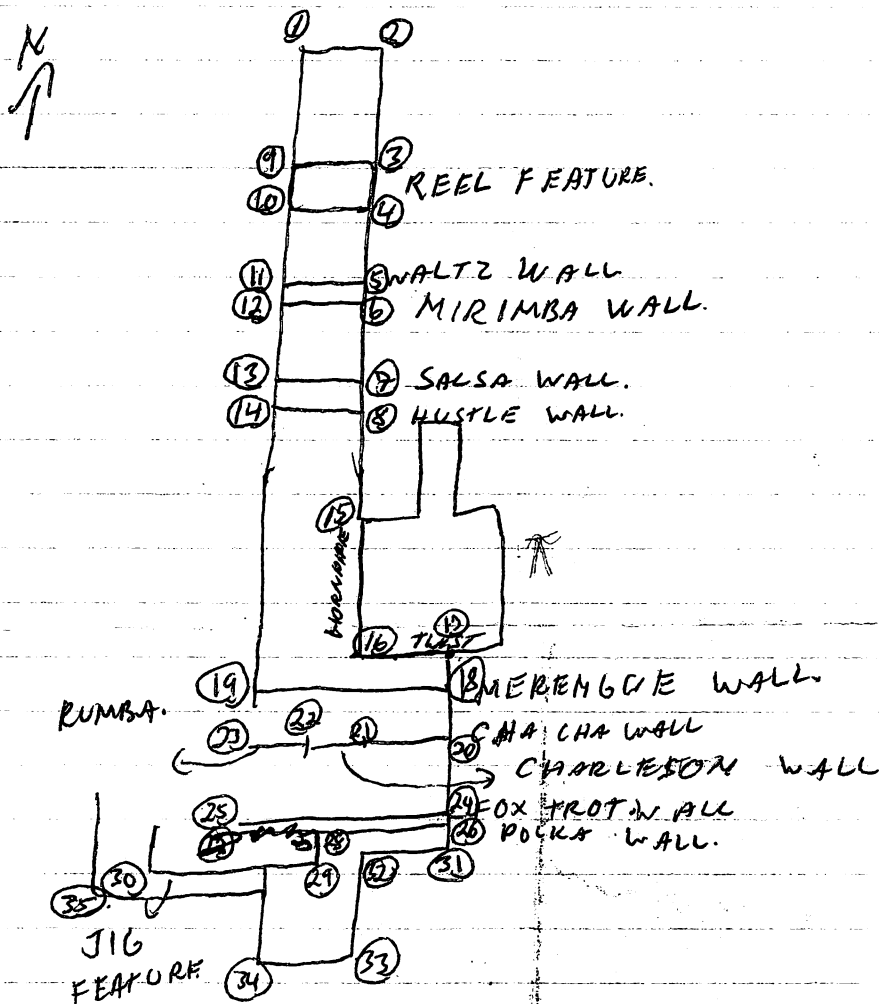 N
1 2
9 3
REEL FEATURE.
10 4
11 5 WALTZ WALL
12 6 MIRIMBA WALL.
13 7 SALSA WALL.
14 8 HUSTLE WALL.
15
HORNPIPE
16 TWIST 17
19 18 MERENGUE WALL.
RUMBA.
23 22 21 20 CHA CHA WALL
CHARLESTON WALL
25 24 FOX TROT WALL
28 26 POLKA WALL.
30 29 32 31
35.
JIG
FEATURE
34 33